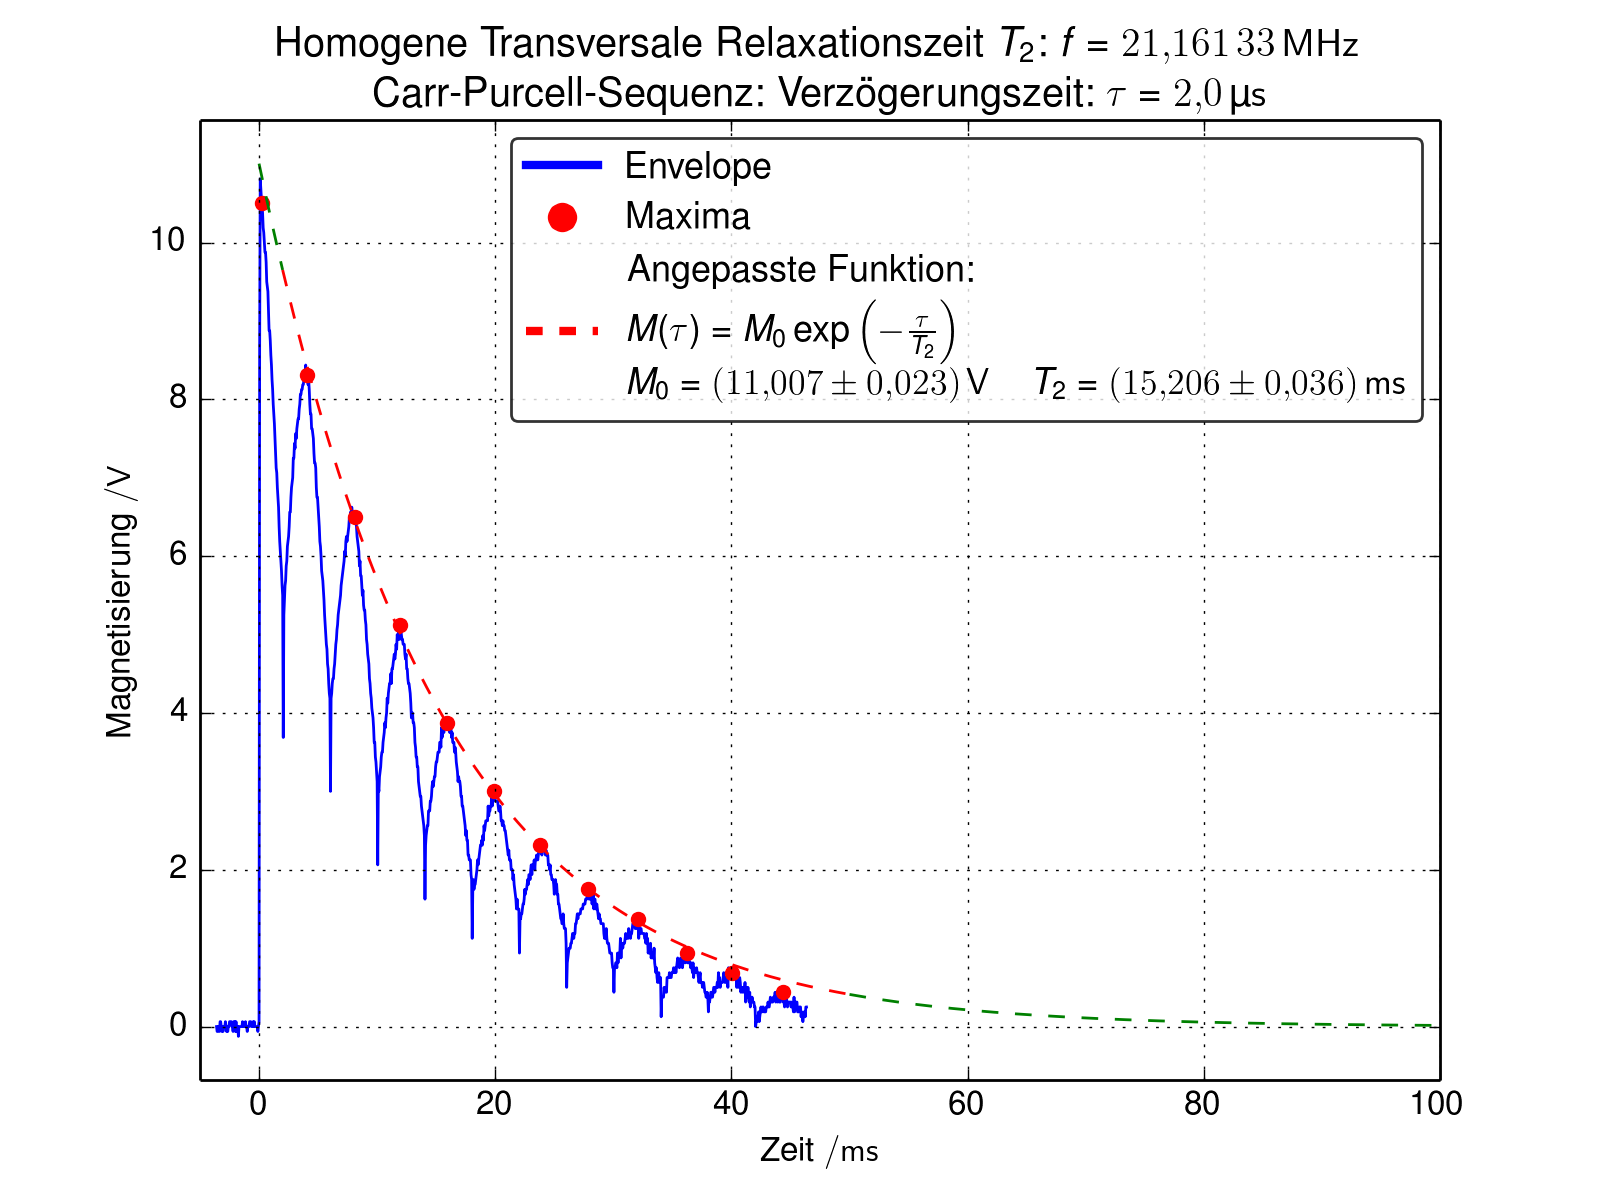 Homogene Transversale Relaxationszeit T₂: f = 21,161 33 MHz
Carr-Purcell-Sequenz: Verzögerungszeit: τ = 2,0 µs
Envelope
Maxima
Angepasste Funktion:
M(τ) = M₀ exp(−τ/T₂)
M₀ = (11,007 ± 0,023) V T₂ = (15,206 ± 0,036) ms
Magnetisierung /V
10
8
6
4
2
0
0 20 40 60 80 100
Zeit /ms